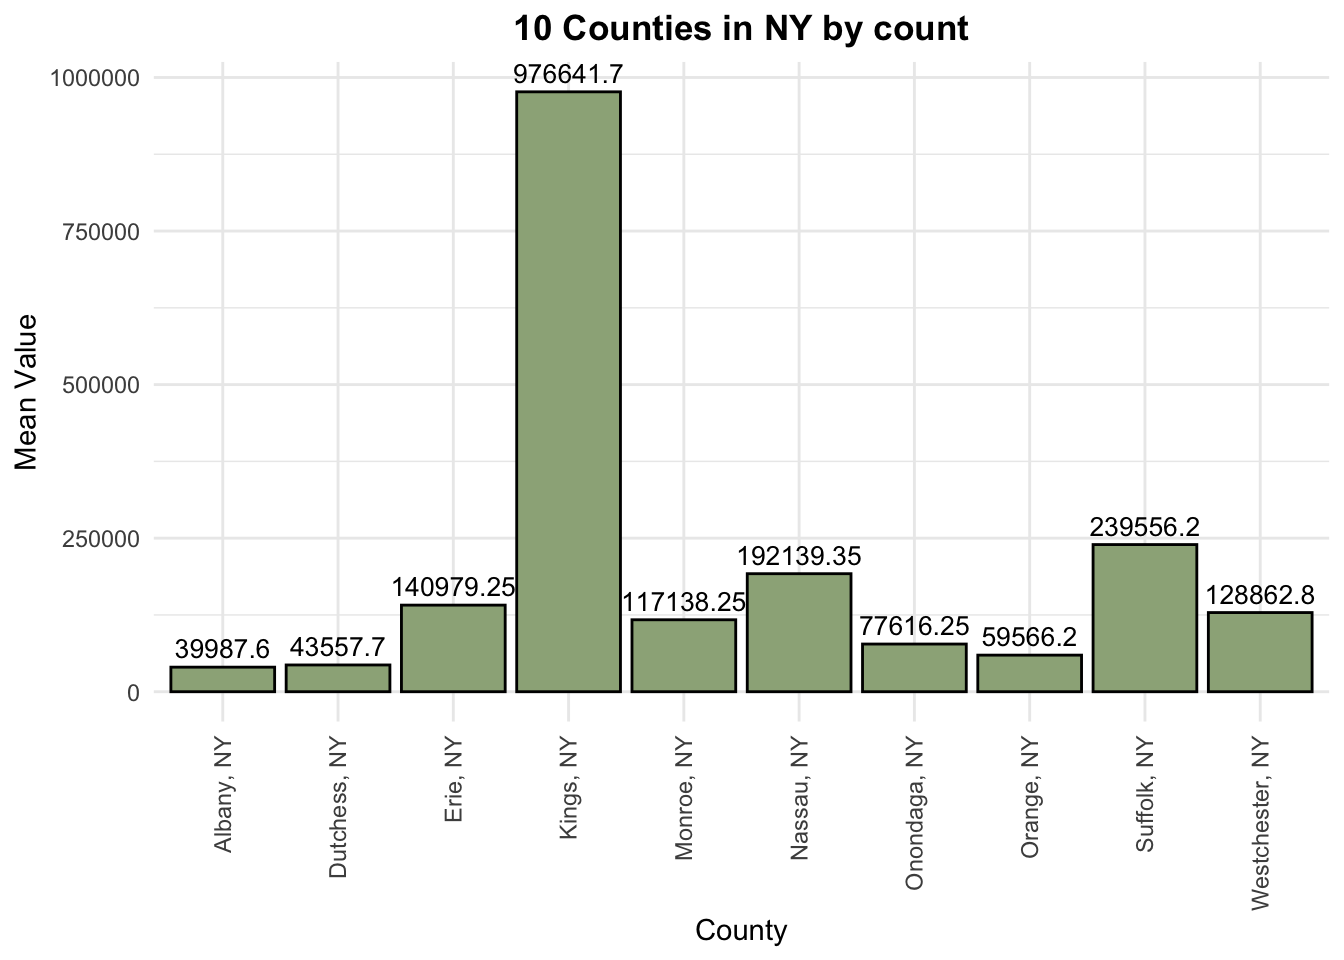 10 Counties in NY by count
Mean Value
1000000
750000
500000
250000
0
39987.6
43557.7
140979.25
976641.7
117138.25
192139.35
77616.25
59566.2
239556.2
128862.8
Albany, NY
Dutchess, NY
Erie, NY
Kings, NY
Monroe, NY
Nassau, NY
Onondaga, NY
Orange, NY
Suffolk, NY
Westchester, NY
County